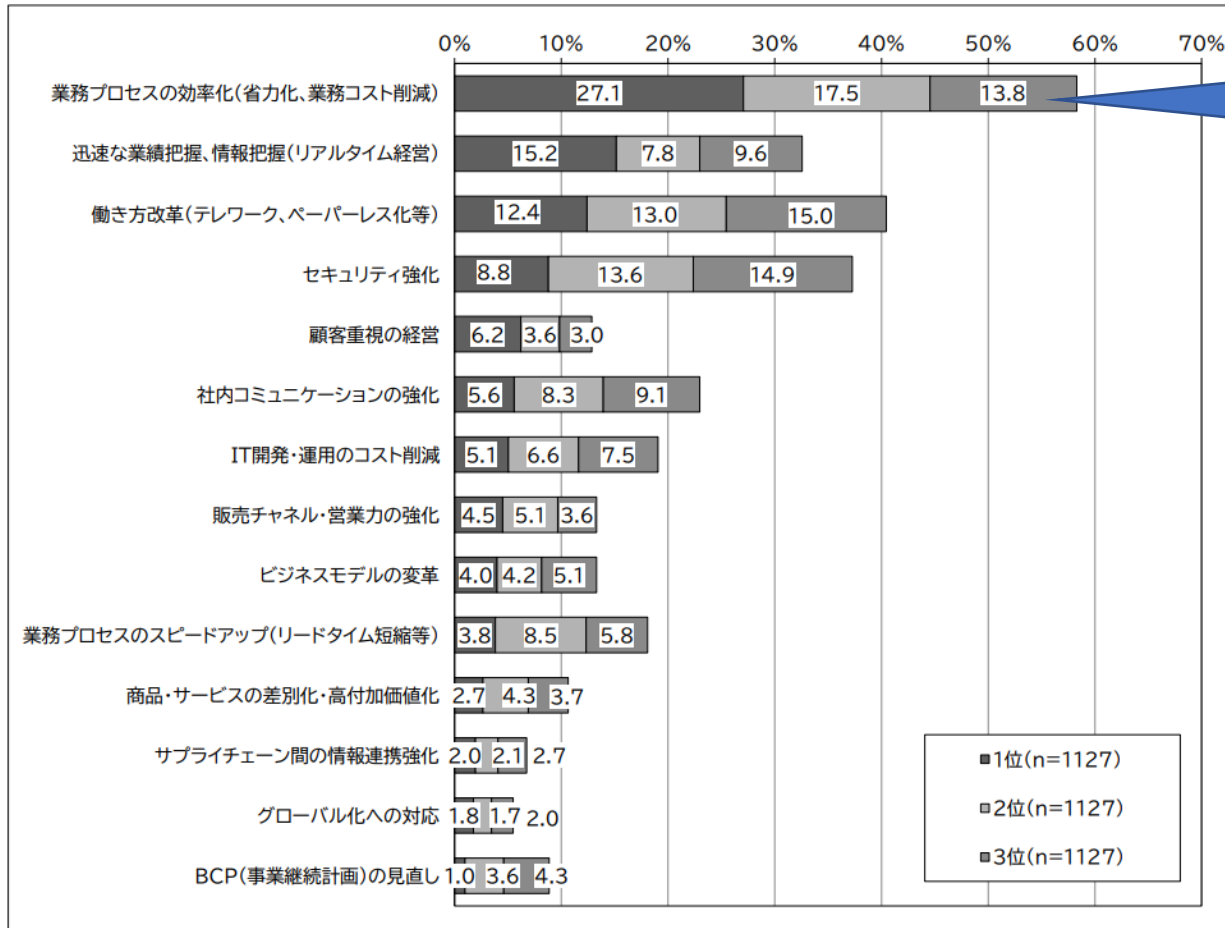 0% 10% 20% 30% 40% 50% 60% 70%
業務プロセスの効率化(省力化、業務コスト削減) 27.1 17.5 13.8
迅速な業績把握、情報把握(リアルタイム経営) 15.2 7.8 9.6
働き方改革(テレワーク、ペーパーレス化等) 12.4 13.0 15.0
セキュリティ強化 8.8 13.6 14.9
顧客重視の経営 6.2 3.6 3.0
社内コミュニケーションの強化 5.6 8.3 9.1
IT開発・運用のコスト削減 5.1 6.6 7.5
販売チャネル・営業力の強化 4.5 5.1 3.6
ビジネスモデルの変革 4.0 4.2 5.1
業務プロセスのスピードアップ(リードタイム短縮等) 3.8 8.5 5.8
商品・サービスの差別化・高付加価値化 2.7 4.3 3.7
サプライチェーン間の情報連携強化 2.0 2.1 2.7
グローバル化への対応 1.8 1.7 2.0
BCP(事業継続計画)の見直し 1.0 3.6 4.3
■1位(n=1127)
■2位(n=1127)
■3位(n=1127)